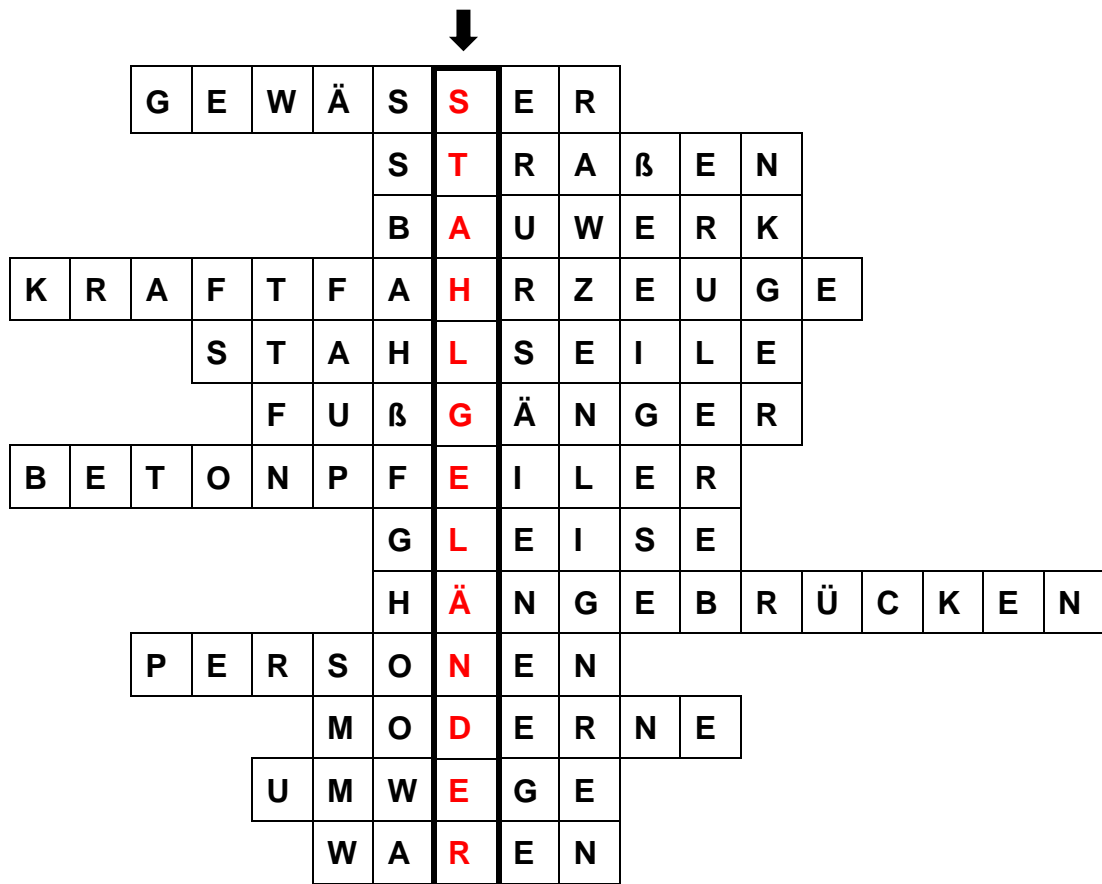 GEWÄSSER
STRAßEN
BAUWERK
KRAFTFAHRZEUGE
STAHLSEILE
FUßGÄNGER
BETONPFEILER
GLEISE
HÄNGEBRÜCKEN
PERSONEN
MODERNE
UMWEGE
WAREN